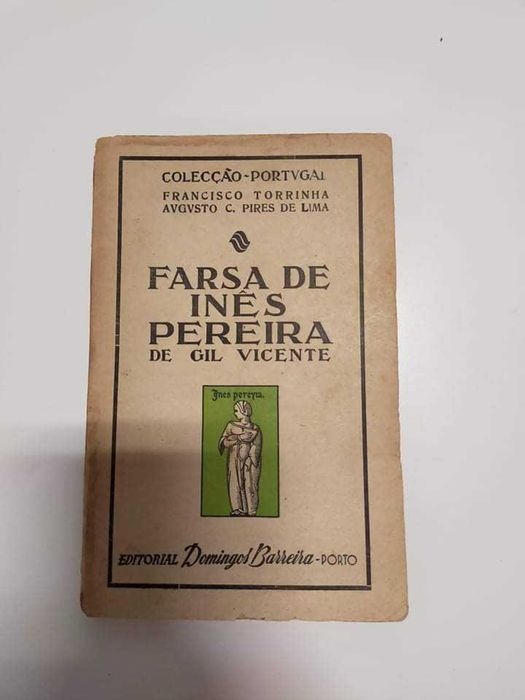 COLECÇÃO-PORTVGAL
FRANCISCO TORRINHA
AVGVSTO C. PIRES DE LIMA
FARSA DE
INÊS
PEREIRA
DE GIL VICENTE
Ines pereyra.
EDITORIAL Domingos Barreira - PÔRTO